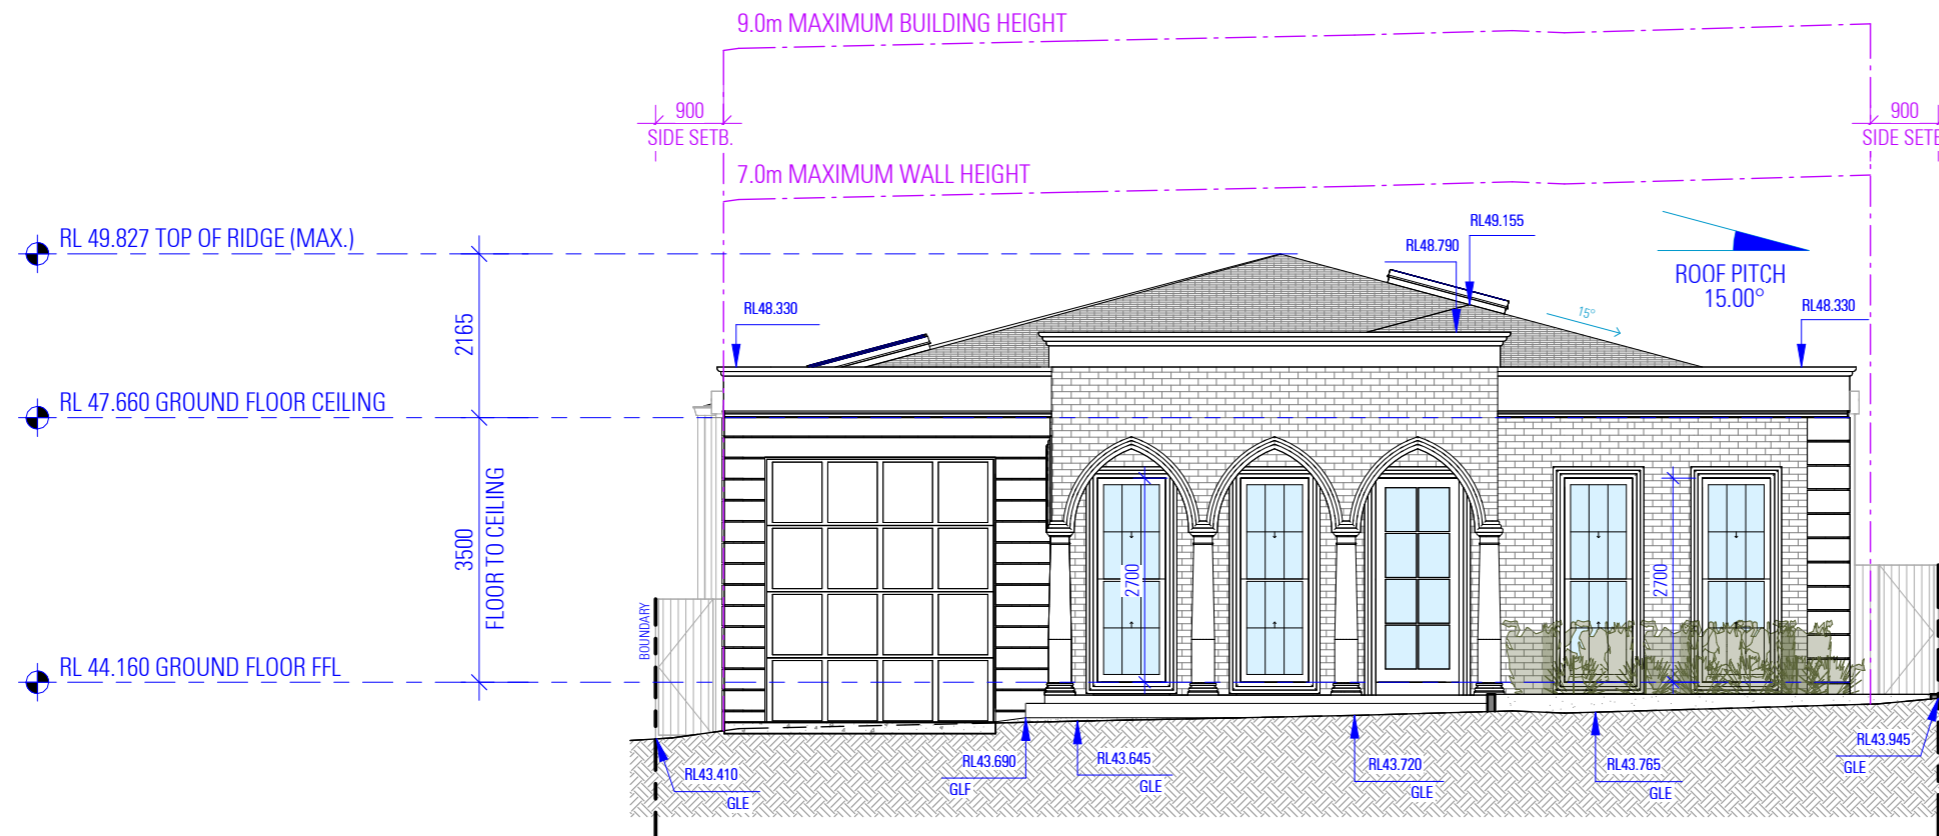 9.0m MAXIMUM BUILDING HEIGHT
900
SIDE SETB.
900
SIDE SETB
7.0m MAXIMUM WALL HEIGHT
RL 49.827 TOP OF RIDGE (MAX.)
RL49.155
RL48.790
ROOF PITCH
15.00°
RL48.330
RL48.330
15°
2165
RL 47.660 GROUND FLOOR CEILING
3500
FLOOR TO CEILING
2700
2700
BOUNDARY
RL 44.160 GROUND FLOOR FFL
RL43.410
GLE
RL43.690
GLF
RL43.645
GLE
RL43.720
GLE
RL43.765
GLE
RL43.945
GLE